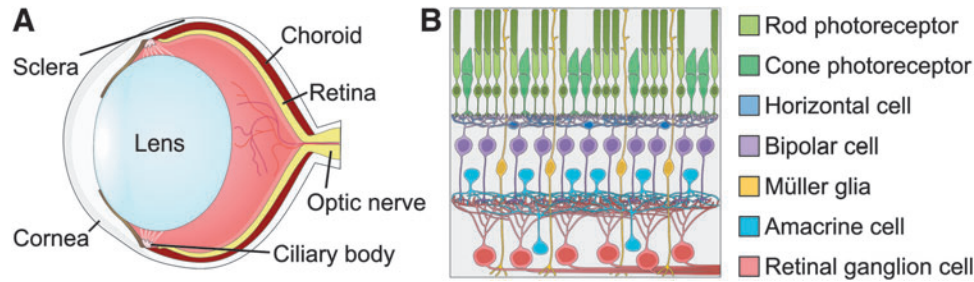 A
Sclera
Choroid
Retina
Lens
Optic nerve
Cornea
Ciliary body
B
Rod photoreceptor
Cone photoreceptor
Horizontal cell
Bipolar cell
Müller glia
Amacrine cell
Retinal ganglion cell